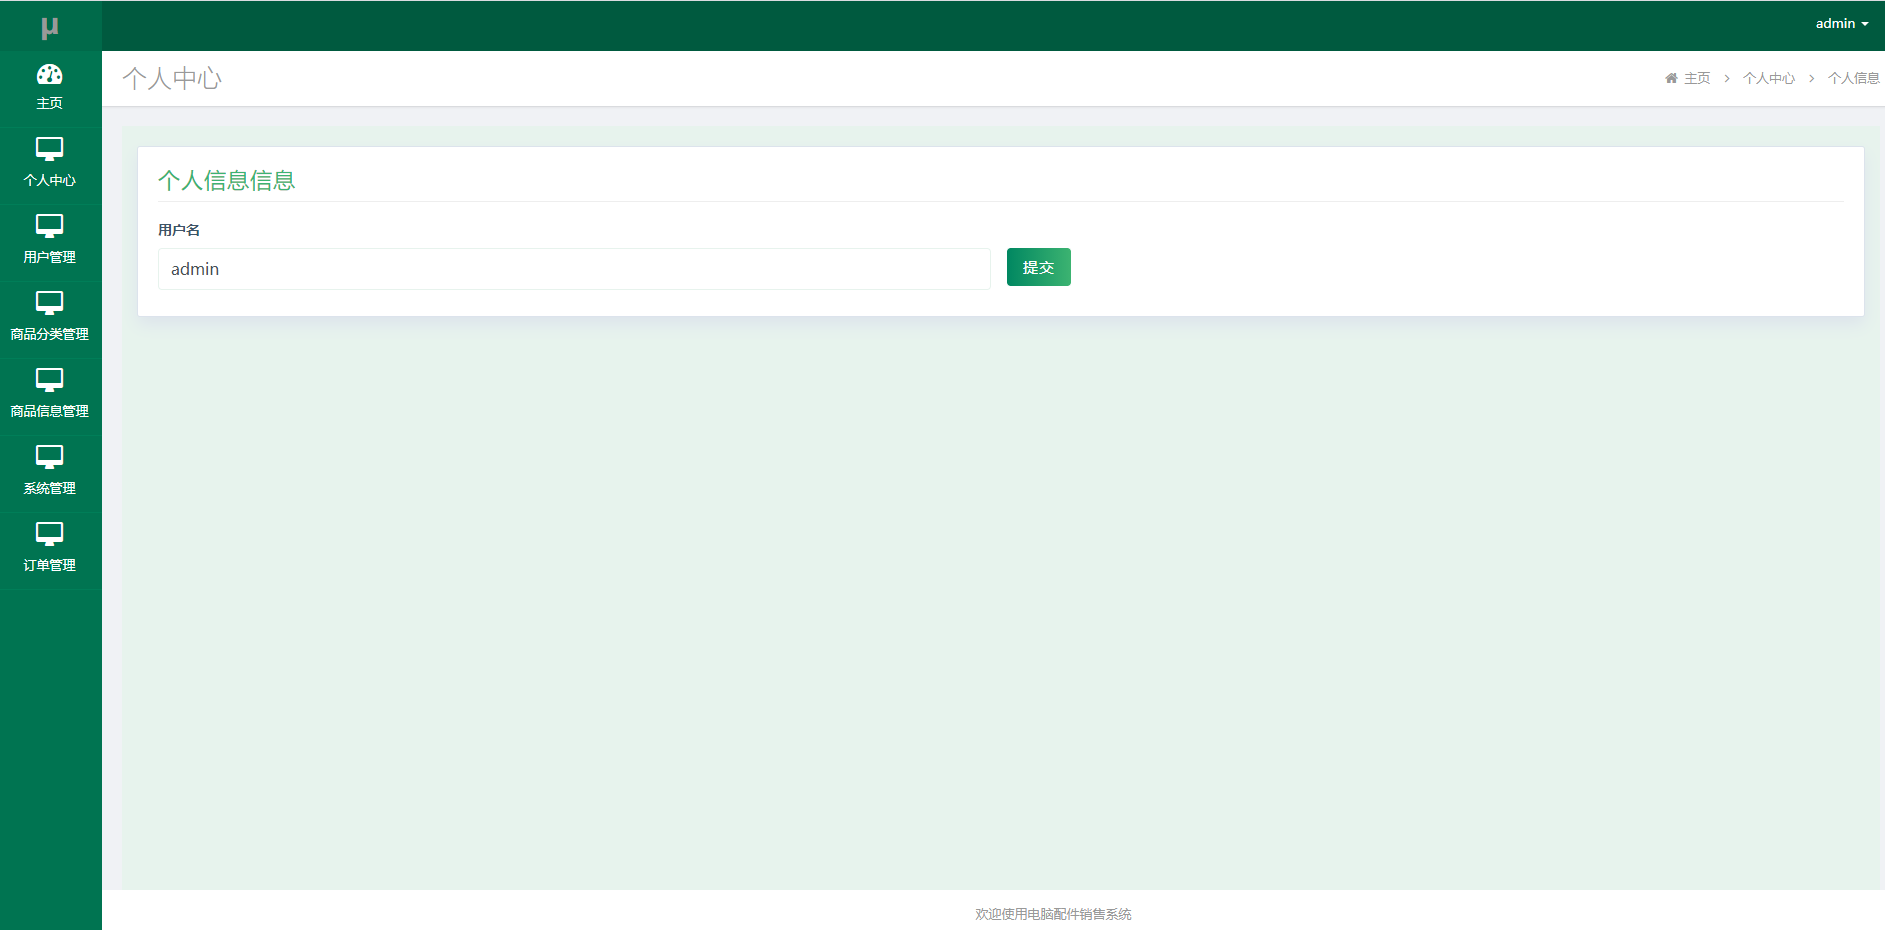 μ
admin
主页
个人中心
用户管理
商品分类管理
商品信息管理
系统管理
订单管理
个人中心
主页 > 个人中心 > 个人信息
个人信息信息
用户名
admin
提交
欢迎使用电脑配件销售系统